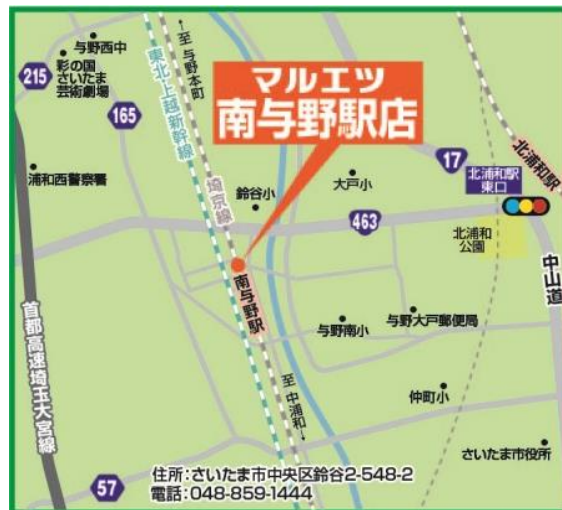 与野西中
彩の国
さいたま
芸術劇場
215
165
東北上越新幹線
←至 与野本町
マルエツ
南与野駅店
17
北浦和駅
北浦和駅
東口
浦和西警察署
埼京線
鈴谷小
大戸小
463
北浦和
公園
中山道
南与野駅
首都高速埼玉大宮線
与野南小
与野大戸郵便局
至 中浦和→
仲町小
さいたま市役所
57
住所:さいたま市中央区鈴谷2-548-2
電話:048-859-1444